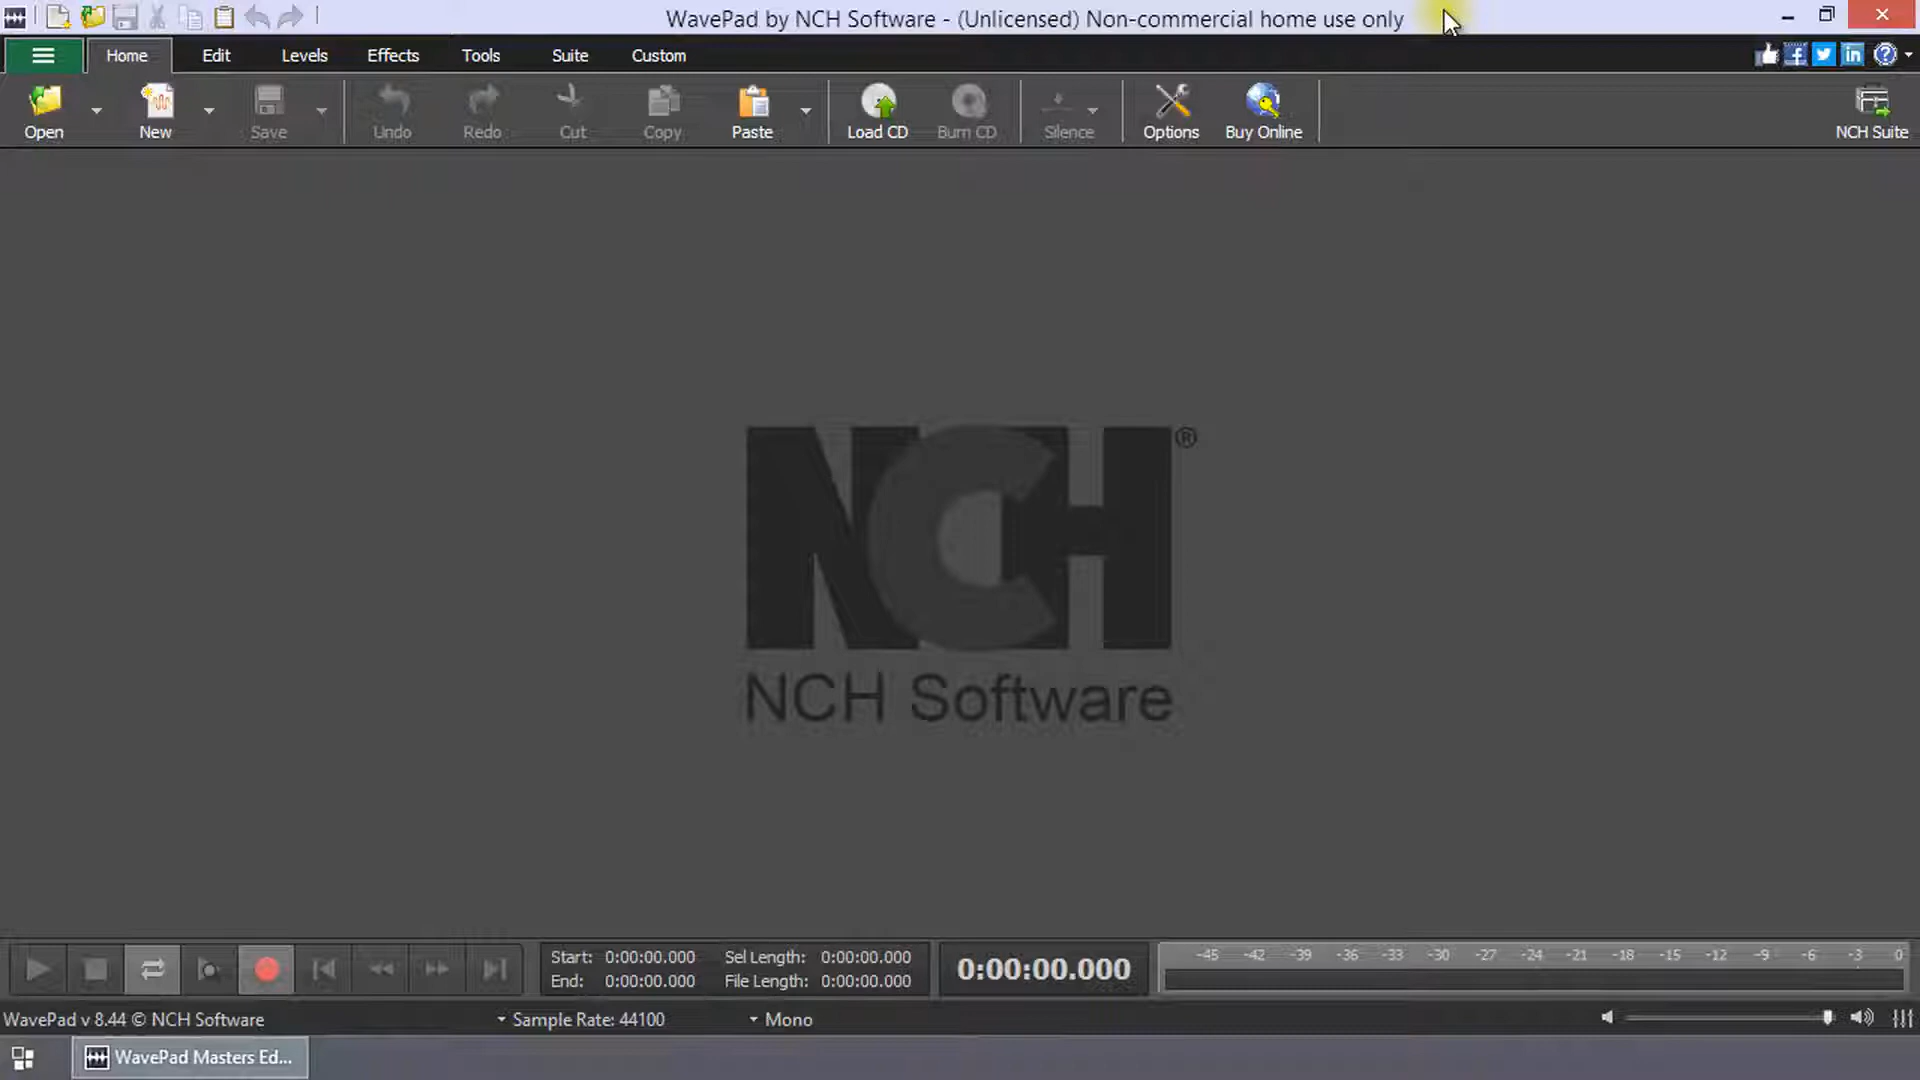 WavePad by NCH Software - (Unlicensed) Non-commercial home use only
Home Edit Levels Effects Tools Suite Custom
Open New Save Undo Redo Cut Copy Paste Load CD Burn CD Silence Options Buy Online NCH Suite
NCH®
NCH Software
Start: 0:00:00.000 Sel Length: 0:00:00.000
End: 0:00:00.000 File Length: 0:00:00.000
0:00:00.000
-45 -42 -39 -36 -33 -30 -27 -24 -21 -18 -15 -12 -9 -6 -3 0
WavePad v 8.44 © NCH Software Sample Rate: 44100 Mono
WavePad Masters Ed...